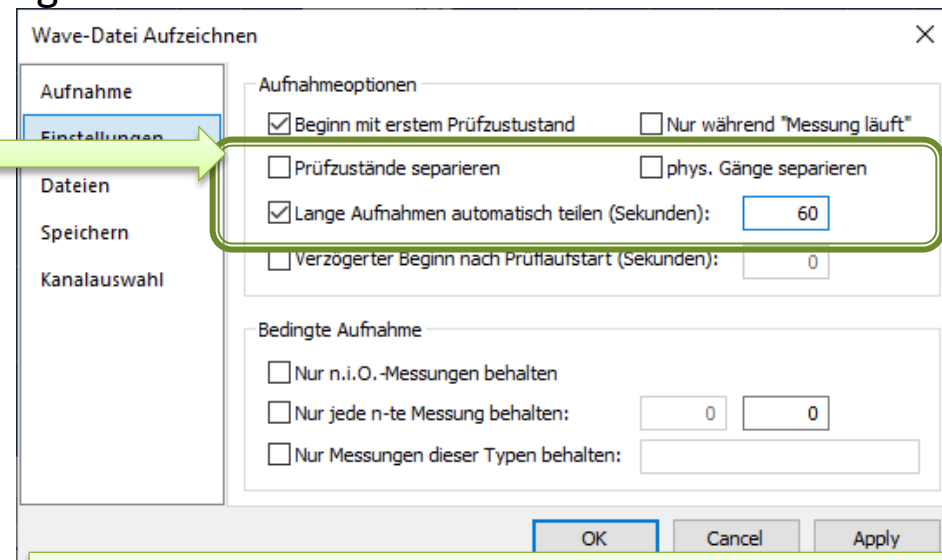 Wave-Datei Aufzeichnen
Aufnahme
Einstellungen
Dateien
Speichern
Kanalauswahl
Aufnahmeoptionen
Beginn mit erstem Prüfzustustand Nur während "Messung läuft"
Prüfzustände separieren phys. Gänge separieren
Lange Aufnahmen automatisch teilen (Sekunden): 60
Verzögerter Beginn nach Prüflaufstart (Sekunden): 0
Bedingte Aufnahme
Nur n.i.O.-Messungen behalten
Nur jede n-te Messung behalten: 0 0
Nur Messungen dieser Typen behalten:
OK Cancel Apply